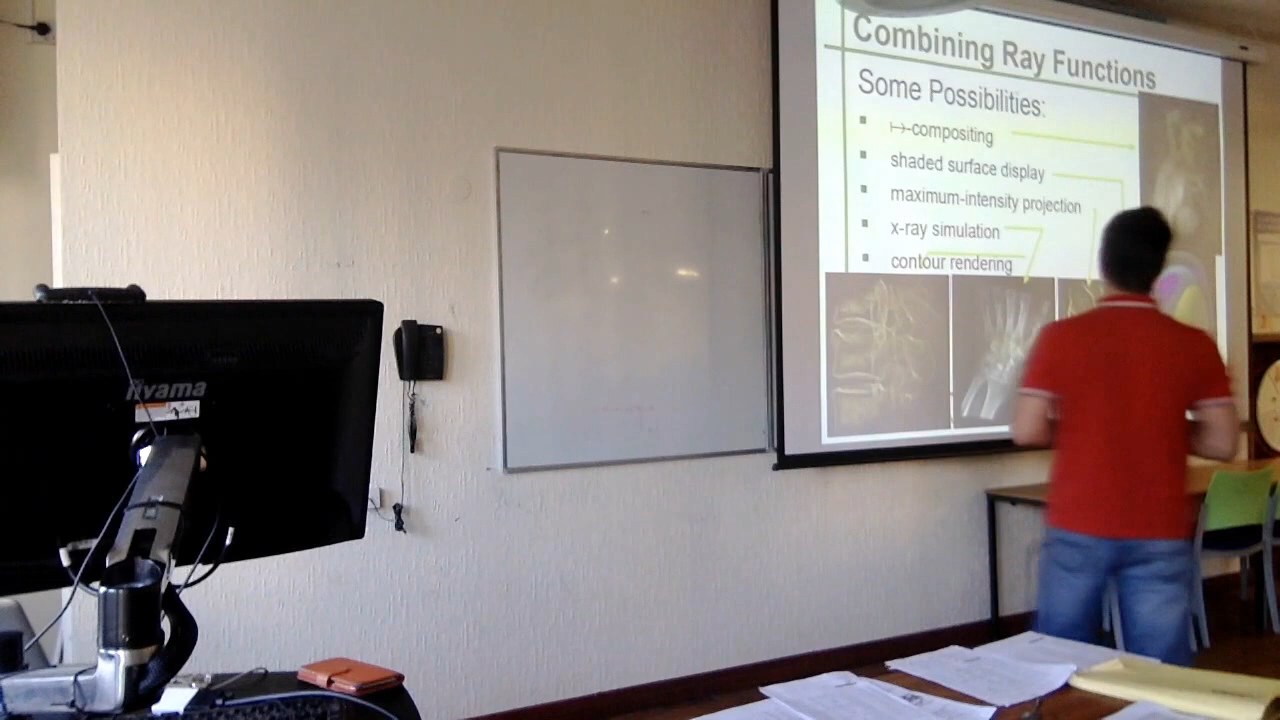 Combining Ray Functions
Some Possibilities:
↦-compositing
shaded surface display
maximum-intensity projection
x-ray simulation
contour rendering
iiyama